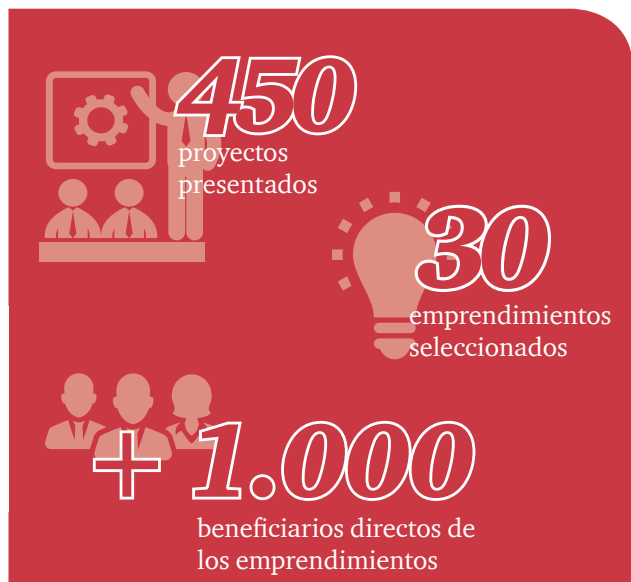 450
proyectos
presentados
30
emprendimientos
seleccionados
+1.000
beneficiarios directos de
los emprendimientos